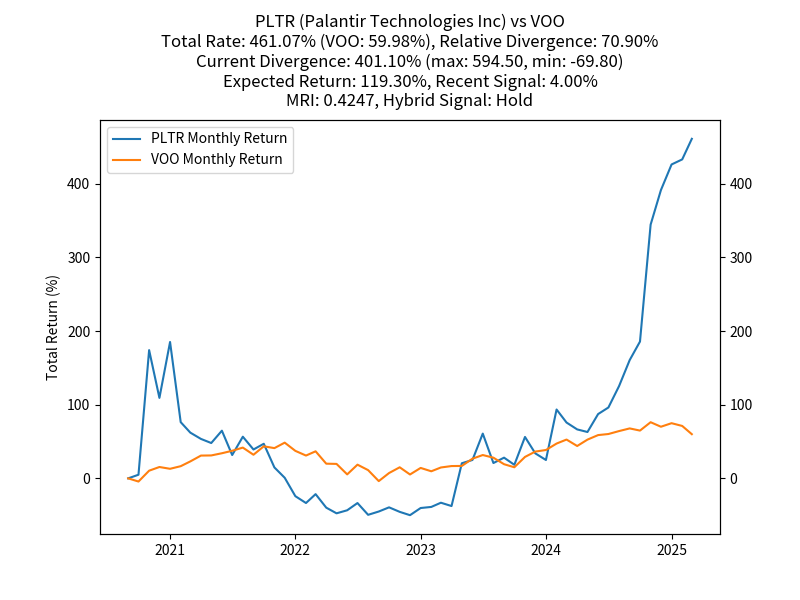 PLTR (Palantir Technologies Inc) vs VOO
Total Rate: 461.07% (VOO: 59.98%), Relative Divergence: 70.90%
Current Divergence: 401.10% (max: 594.50, min: -69.80)
Expected Return: 119.30%, Recent Signal: 4.00%
MRI: 0.4247, Hybrid Signal: Hold
PLTR Monthly Return
VOO Monthly Return
Total Return (%)
400
300
200
100
0
400
300
200
100
0
2021
2022
2023
2024
2025